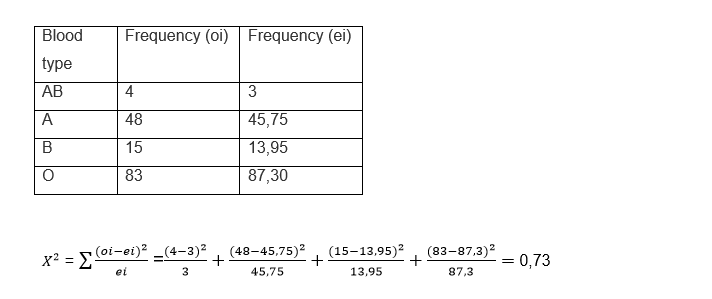 Blood type Frequency (oi) Frequency (ei)
AB 4 3
A 48 45,75
B 15 13,95
O 83 87,30
X² = ∑ (oi−ei)²/ei =(4−3)²/3 + (48−45,75)²/45,75 + (15−13,95)²/13,95 + (83−87,3)²/87,3 = 0,73